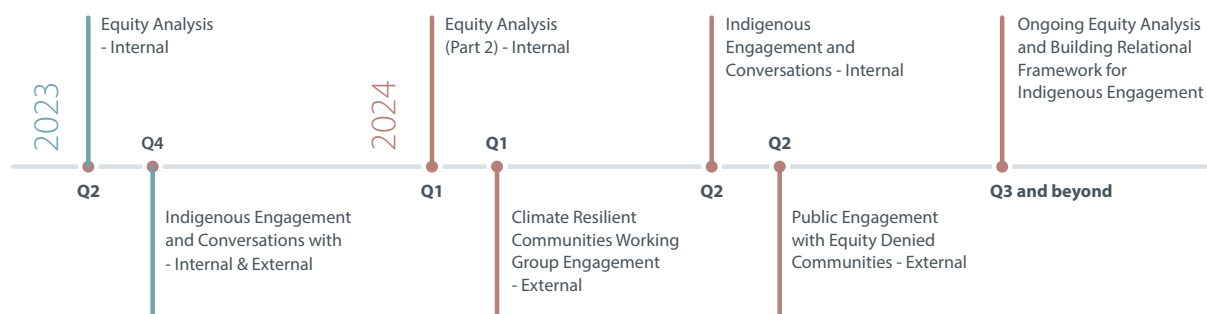 2023
Equity Analysis
- Internal
Q2
Q4
Indigenous Engagement
and Conversations with
- Internal & External
2024
Equity Analysis
(Part 2) - Internal
Q1
Q1
Climate Resilient
Communities Working
Group Engagement
- External
Indigenous
Engagement and
Conversations - Internal
Q2
Q2
Public Engagement
with Equity Denied
Communities - External
Ongoing Equity Analysis
and Building Relational
Framework for
Indigenous Engagement
Q3 and beyond